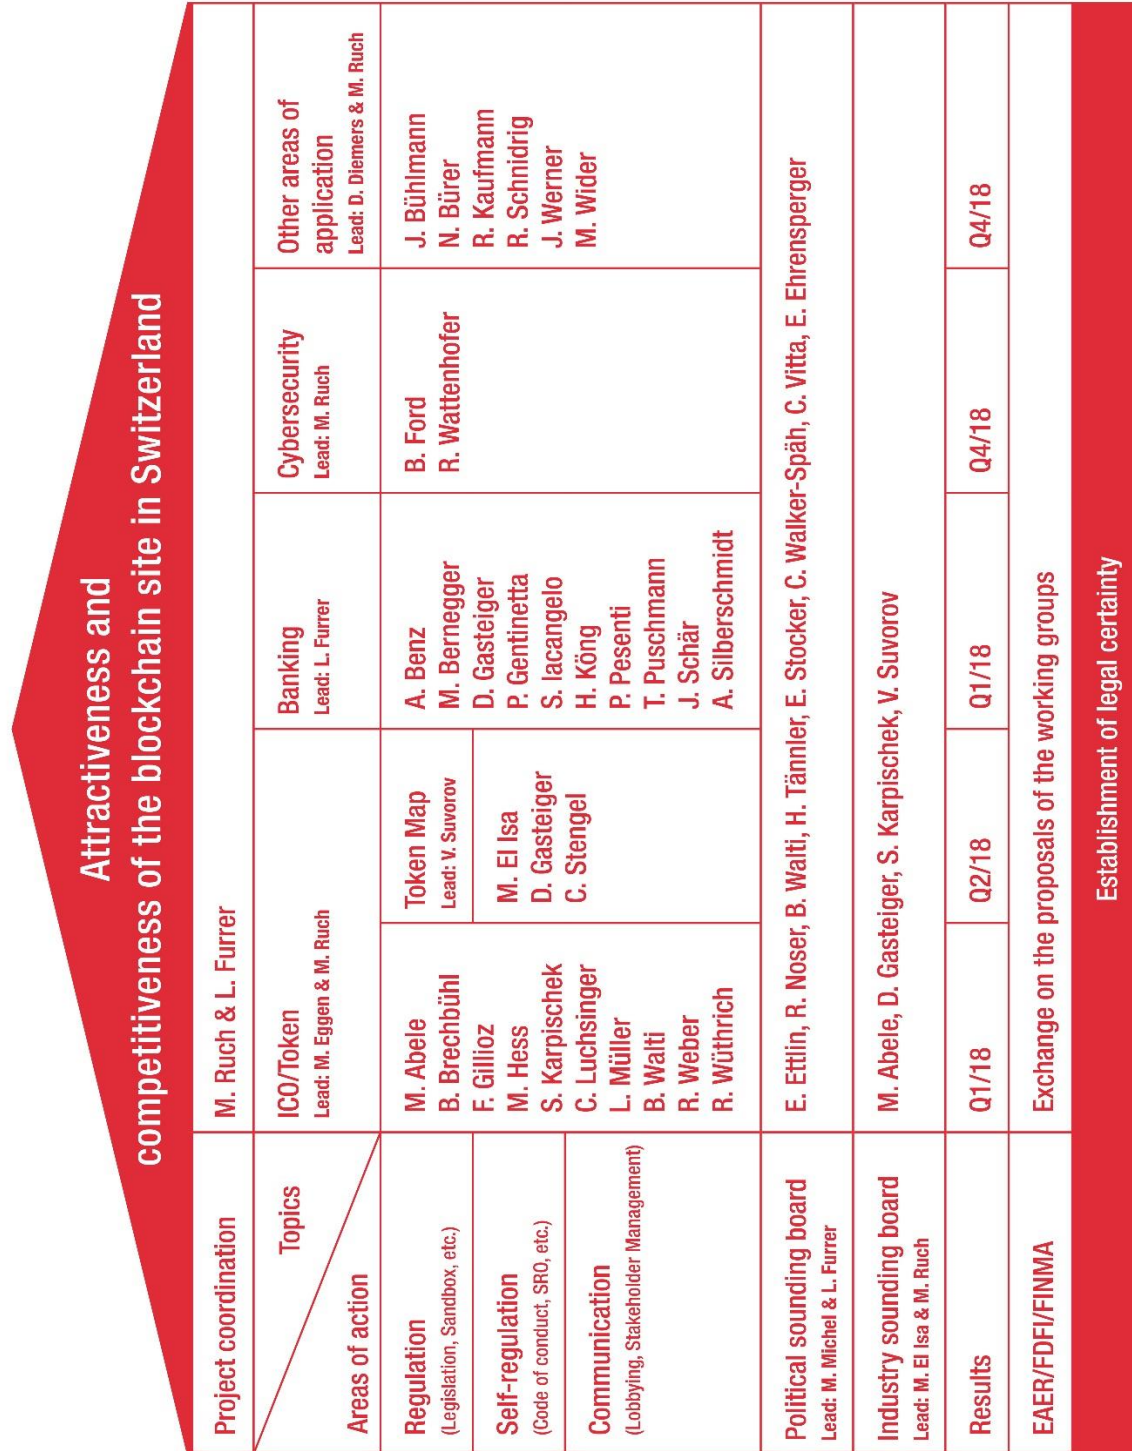 Attractiveness and
competitiveness of the blockchain site in Switzerland
Project coordination
M. Ruch & L. Furrer
Topics
Areas of action
ICO/Token
Lead: M. Eggen & M. Ruch
Banking
Lead: L. Furrer
Cybersecurity
Lead: M. Ruch
Other areas of
application
Lead: D. Diemers & M. Ruch
Regulation
(Legislation, Sandbox, etc.)
Self-regulation
(Code of conduct, SRO, etc.)
Communication
(Lobbying, Stakeholder Management)
M. Abele
B. Brechbühl
F. Gillioz
M. Hess
S. Karpischek
C. Luchsinger
L. Müller
B. Walti
R. Weber
R. Wüthrich
Token Map
Lead: V. Suvorov
M. El Isa
D. Gasteiger
C. Stengel
A. Benz
M. Bernegger
D. Gasteiger
P. Gentinetta
S. Iacangelo
H. Köng
P. Pesenti
T. Puschmann
J. Schär
A. Silberschmidt
B. Ford
R. Wattenhofer
J. Bühlmann
N. Bürer
R. Kaufmann
R. Schnidrig
J. Werner
M. Wider
Political sounding board
Lead: M. Michel & L. Furrer
E. Ettlin, R. Noser, B. Walti, H. Tännler, E. Stocker, C. Walker-Späh, C. Vitta, E. Ehrensperger
Industry sounding board
Lead: M. El Isa & M. Ruch
M. Abele, D. Gasteiger, S. Karpischek, V. Suvorov
Results
Q1/18
Q2/18
Q1/18
Q4/18
Q4/18
EAER/FDFI/FINMA
Exchange on the proposals of the working groups
Establishment of legal certainty